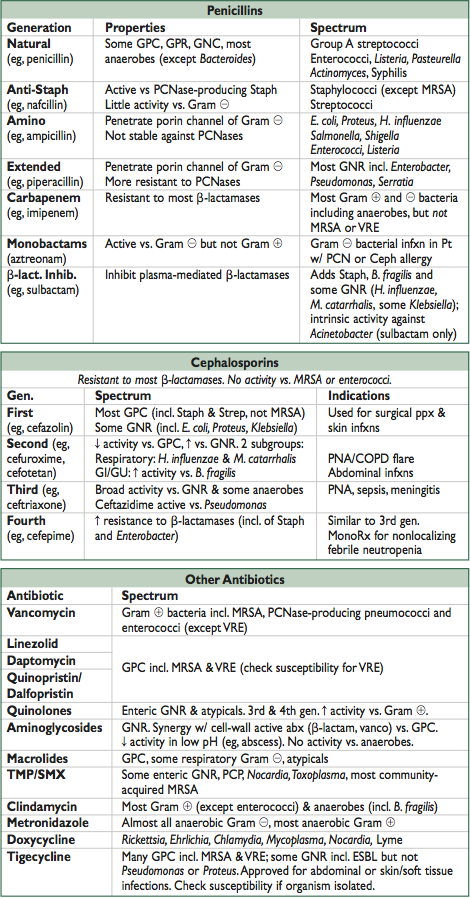 Penicillins
Generation Properties Spectrum
Natural Some GPC, GPR, GNC, most Group A streptococci
(eg, penicillin) anaerobes (except Bacteroides) Enterococci, Listeria, Pasteurella
Actinomyces, Syphilis
Anti-Staph Active vs PCNase-producing Staph Staphylococci (except MRSA)
(eg, nafcillin) Little activity vs. Gram ⊖ Streptococci
Amino Penetrate porin channel of Gram ⊖ E. coli, Proteus, H. influenzae
(eg, ampicillin) Not stable against PCNases Salmonella, Shigella
Enterococci, Listeria
Extended Penetrate porin channel of Gram ⊖ Most GNR incl. Enterobacter,
(eg, piperacillin) More resistant to PCNases Pseudomonas, Serratia
Carbapenem Resistant to most β-lactamases Most Gram ⊕ and ⊖ bacteria
(eg, imipenem) including anaerobes, but not
MRSA or VRE
Monobactams Active vs. Gram ⊖ but not Gram ⊕ Gram ⊖ bacterial infxn in Pt
(aztreonam) w/ PCN or Ceph allergy
β-lact. Inhib. Inhibit plasma-mediated β-lactamases Adds Staph, B. fragilis and
(eg, sulbactam) some GNR (H. influenzae,
M. catarrhalis, some Klebsiella);
intrinsic activity against
Acinetobacter (sulbactam only)
Cephalosporins
Resistant to most β-lactamases. No activity vs. MRSA or enterococci.
Gen. Spectrum Indications
First Most GPC (incl. Staph & Strep, not MRSA) Used for surgical ppx &
(eg, cefazolin) Some GNR (incl. E. coli, Proteus, Klebsiella) skin infxns
Second (eg, ↓ activity vs. GPC, ↑ vs. GNR. 2 subgroups:
cefuroxime, Respiratory: H. influenzae & M. catarrhalis PNA/COPD flare
cefotetan) GI/GU: ↑ activity vs. B. fragilis Abdominal infxns
Third (eg, Broad activity vs. GNR & some anaerobes PNA, sepsis, meningitis
ceftriaxone) Ceftazidime active vs. Pseudomonas
Fourth ↑ resistance to β-lactamases (incl. of Staph Similar to 3rd gen.
(eg, cefepime) and Enterobacter) MonoRx for nonlocalizing
febrile neutropenia
Other Antibiotics
Antibiotic Spectrum
Vancomycin Gram ⊕ bacteria incl. MRSA, PCNase-producing pneumococci and
enterococci (except VRE)
Linezolid
Daptomycin GPC incl. MRSA & VRE (check susceptibility for VRE)
Quinopristin/
Dalfopristin
Quinolones Enteric GNR & atypicals. 3rd & 4th gen. ↑ activity vs. Gram ⊕.
Aminoglycosides GNR. Synergy w/ cell-wall active abx (β-lactam, vanco) vs. GPC.
↓ activity in low pH (eg, abscess). No activity vs. anaerobes.
Macrolides GPC, some respiratory Gram ⊖, atypicals
TMP/SMX Some enteric GNR, PCP, Nocardia, Toxoplasma, most community-
acquired MRSA
Clindamycin Most Gram ⊕ (except enterococci) & anaerobes (incl. B. fragilis)
Metronidazole Almost all anaerobic Gram ⊖, most anaerobic Gram ⊕
Doxycycline Rickettsia, Ehrlichia, Chlamydia, Mycoplasma, Nocardia, Lyme
Tigecycline Many GPC incl. MRSA & VRE; some GNR incl. ESBL but not
Pseudomonas or Proteus. Approved for abdominal or skin/soft tissue
infections. Check susceptibility if organism isolated.